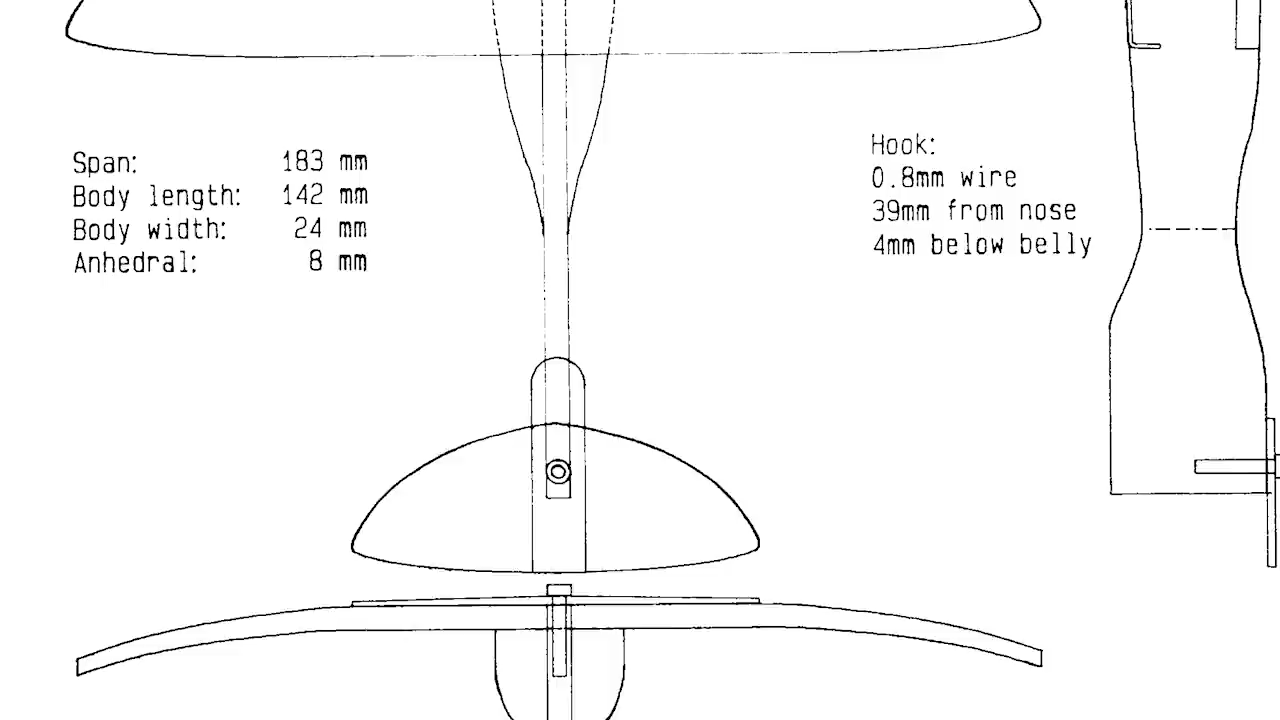 Span: 183 mm
Body length: 142 mm
Body width: 24 mm
Anhedral: 8 mm
Hook:
0.8mm wire
39mm from nose
4mm below belly